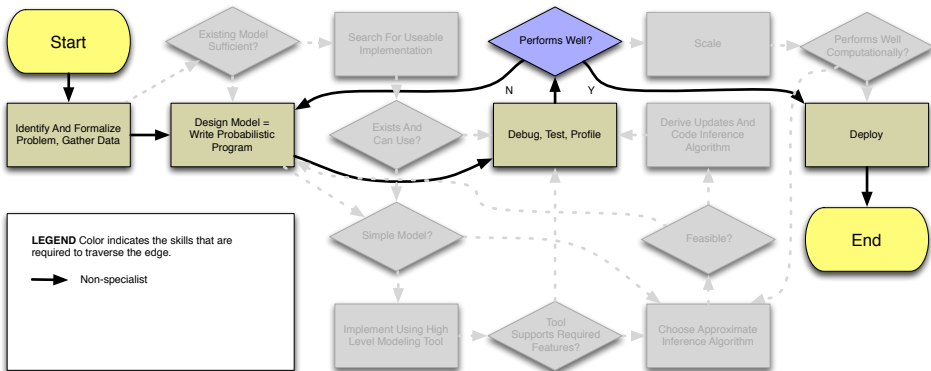 Start
Existing Model
Sufficient?
Search For Useable
Implementation
Performs Well?
Scale
Performs Well
Computationally?
N
Y
Identify And Formalize
Problem, Gather Data
Design Model =
Write Probabilistic
Program
Exists And
Can Use?
Debug, Test, Profile
Derive Updates And
Code Inference
Algorithm
Deploy
LEGEND Color indicates the skills that are
required to traverse the edge.
Non-specialist
Simple Model?
Feasible?
End
Implement Using High
Level Modeling Tool
Tool
Supports Required
Features?
Choose Approximate
Inference Algorithm